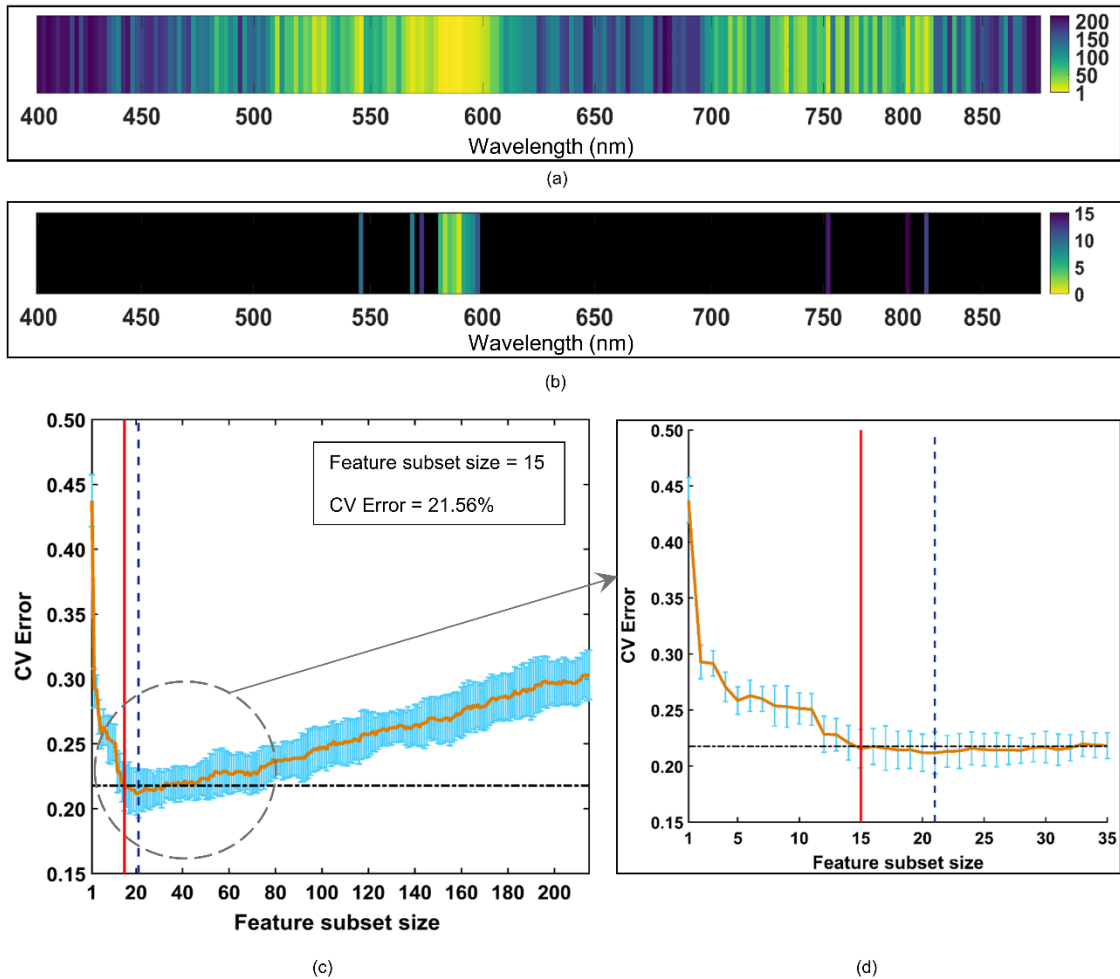 200
150
100
50
1
400 450 500 550 600 650 700 750 800 850
Wavelength (nm)
(a)
15
10
5
0
400 450 500 550 600 650 700 750 800 850
Wavelength (nm)
(b)
0.50
0.45
0.40
0.35
0.30
0.25
0.20
0.15
CV Error
Feature subset size = 15
CV Error = 21.56%
1 20 40 60 80 100 120 140 160 180 200
Feature subset size
(c)
0.50
0.45
0.40
0.35
0.30
0.25
0.20
0.15
CV Error
1 5 10 15 20 25 30 35
Feature subset size
(d)